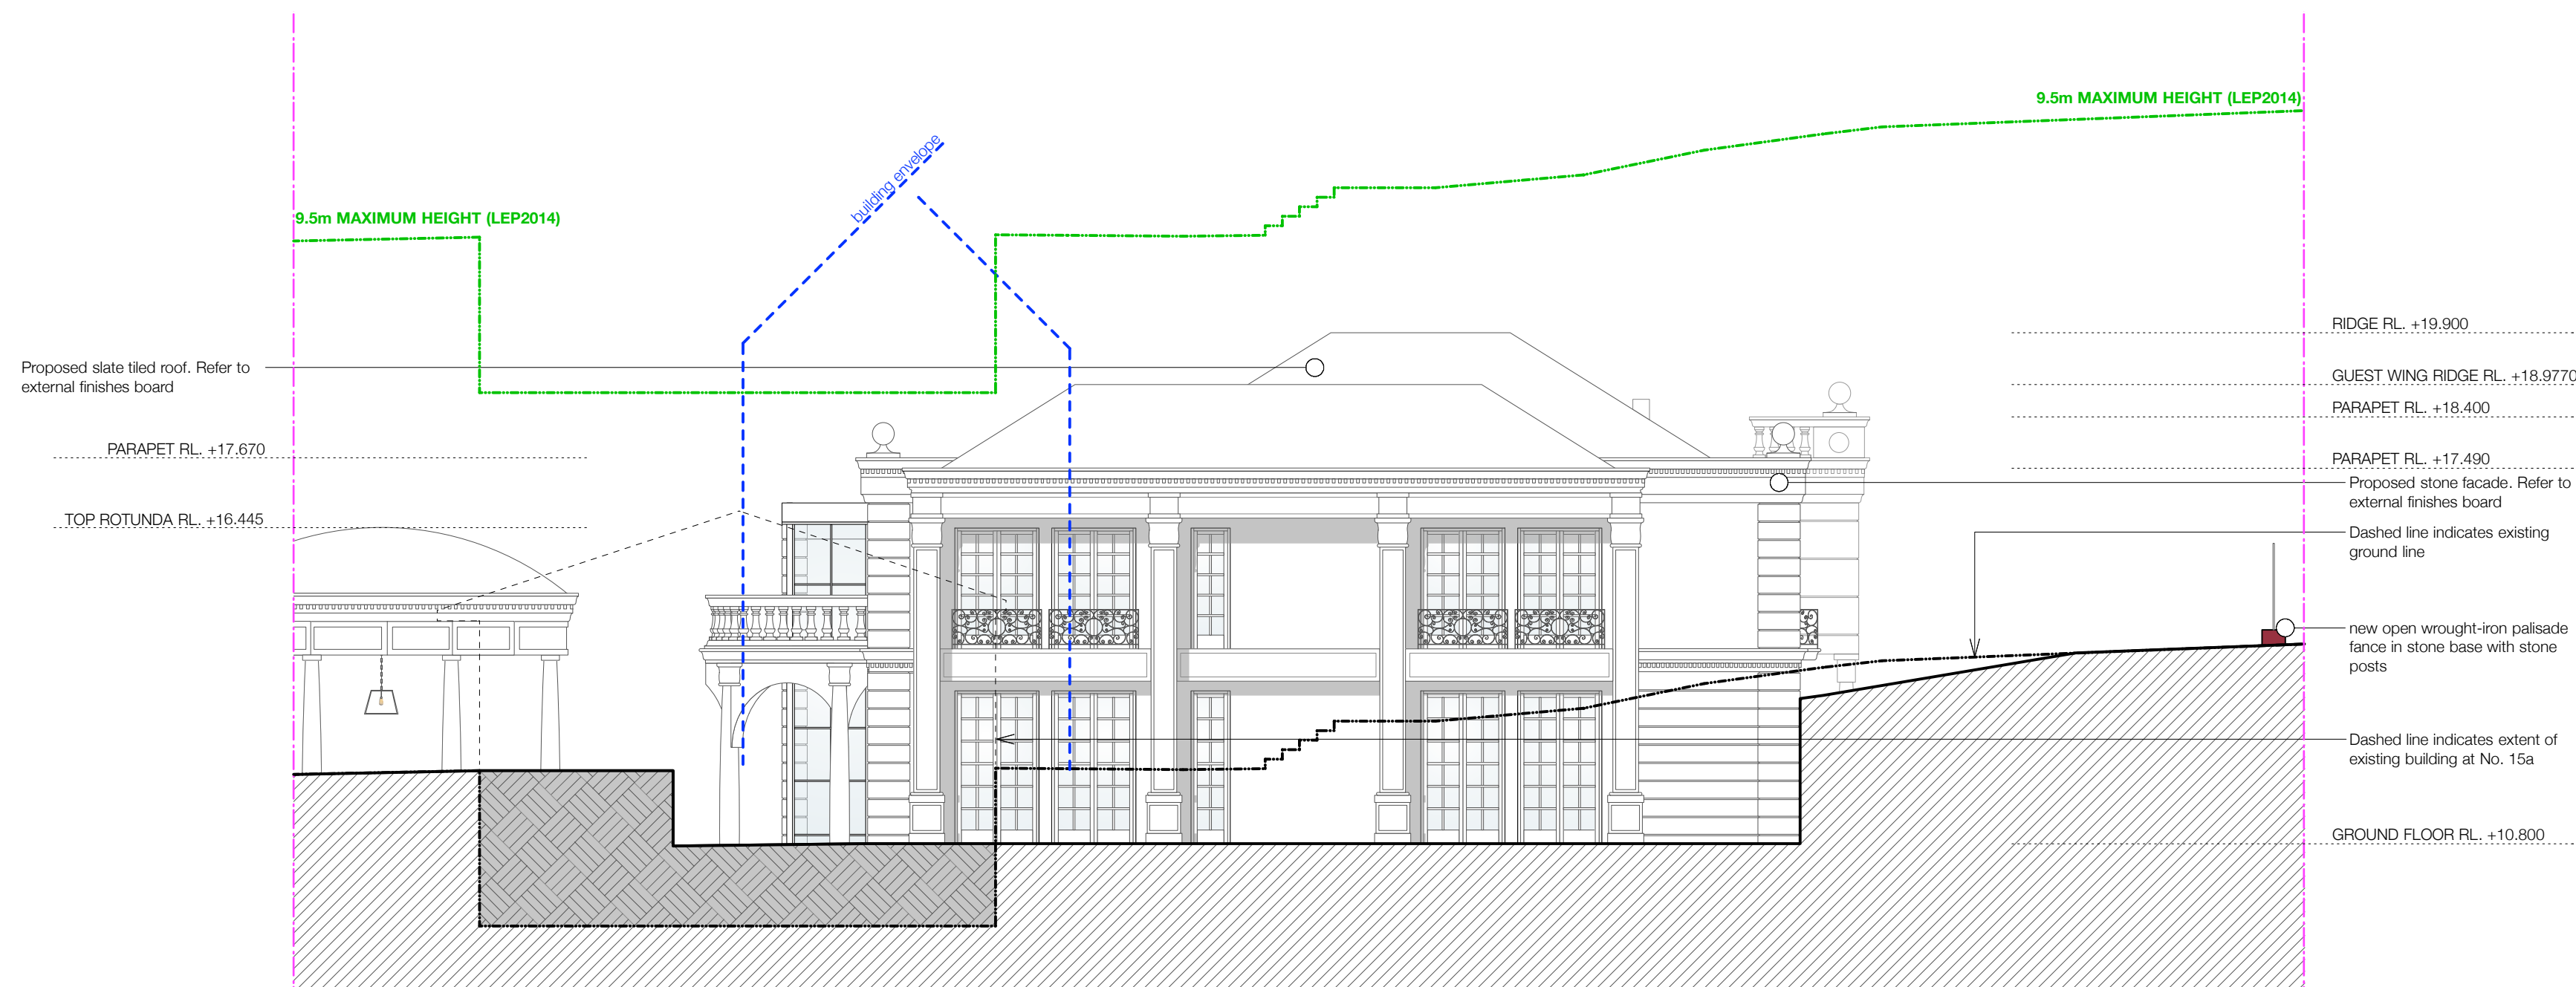 9.5m MAXIMUM HEIGHT (LEP2014)
building envelope
9.5m MAXIMUM HEIGHT (LEP2014)
RIDGE RL. +19.900
Proposed slate tiled roof. Refer to
external finishes board
GUEST WING RIDGE RL. +18.9770
PARAPET RL. +18.400
PARAPET RL. +17.670
PARAPET RL. +17.490
Proposed stone facade. Refer to
external finishes board
TOP ROTUNDA RL. +16.445
Dashed line indicates existing
ground line
new open wrought-iron palisade
fance in stone base with stone
posts
Dashed line indicates extent of
existing building at No. 15a
GROUND FLOOR RL. +10.800